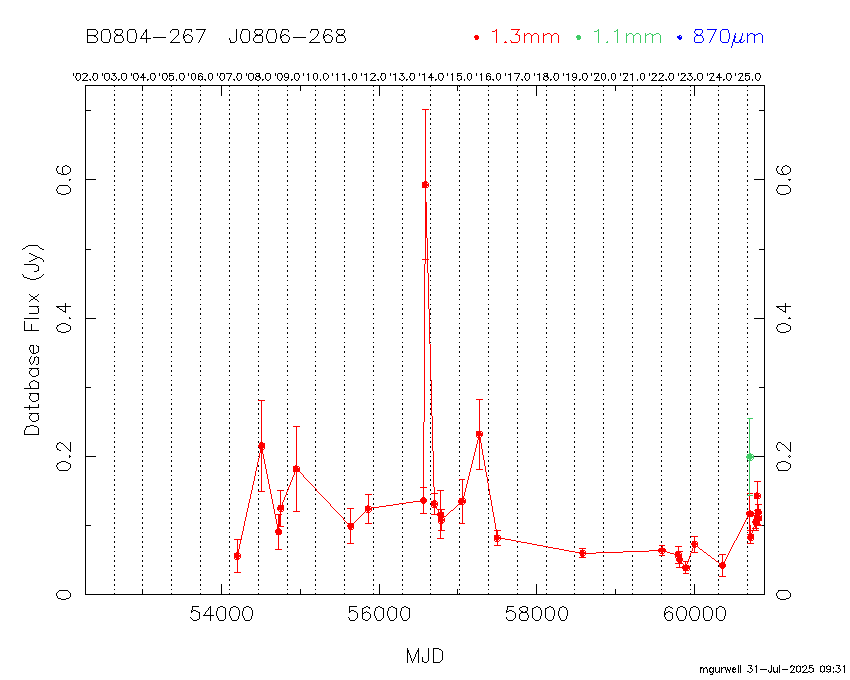 B0804-267 J0806-268 1.3mm 1.1mm 870μm
'02.0 '03.0 '04.0 '05.0 '06.0 '07.0 '08.0 '09.0 '10.0 '11.0 '12.0 '13.0 '14.0 '15.0 '16.0 '17.0 '18.0 '19.0 '20.0 '21.0 '22.0 '23.0 '24.0 '25.0
0.6 0.6
0.4 0.4
0.2 0.2
0 0
Database Flux (Jy)
54000 56000 58000 60000
MJD
mgurwell 31-Jul-2025 09:31